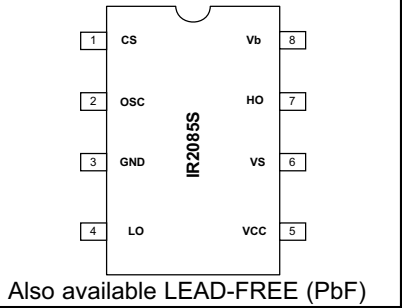 1 CS Vb 8
2 OSC HO 7
3 GND VS 6
4 LO VCC 5
IR2085S
Also available LEAD-FREE (PbF)